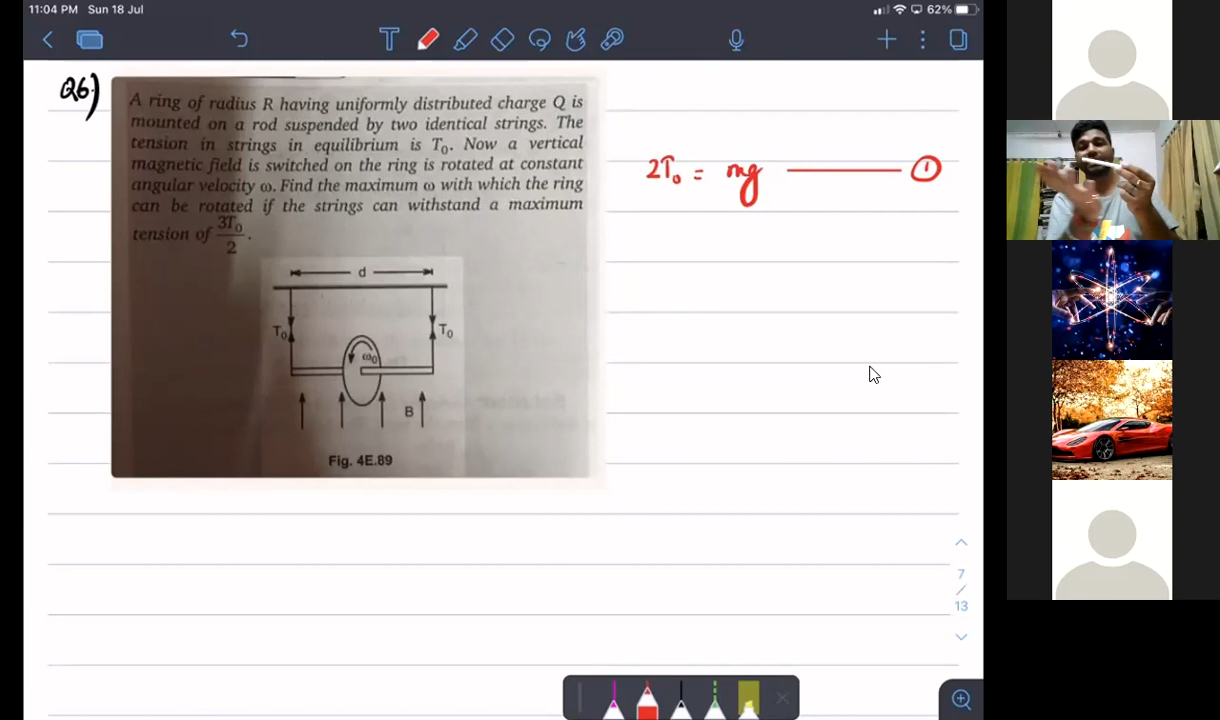 11:04 PM Sun 18 Jul
62%
Q6)
A ring of radius R having uniformly distributed charge Q is
mounted on a rod suspended by two identical strings. The
tension in strings in equilibrium is T₀. Now a vertical
magnetic field is switched on the ring is rotated at constant
angular velocity ω. Find the maximum ω with which the ring
can be rotated if the strings can withstand a maximum
tension of 3T₀/2.
d
T₀
T₀
ω₀
B
Fig. 4E.89
2T₀ = mg ——— ①
7
/
13